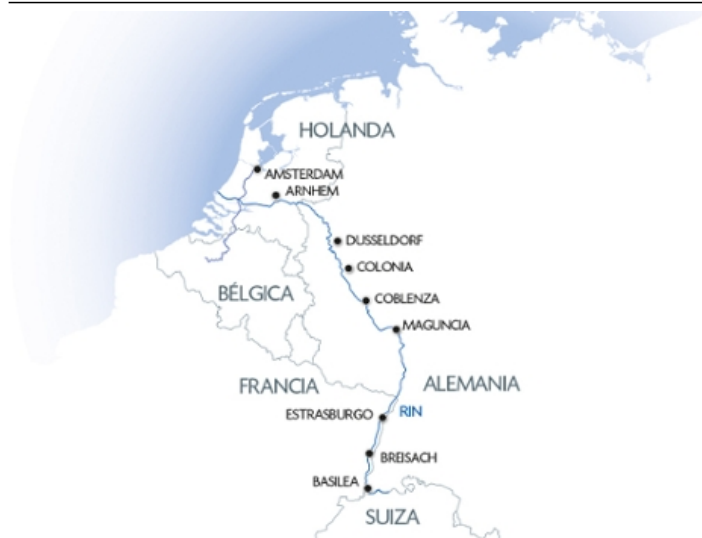 HOLANDA
AMSTERDAM
ARNHEM
DUSSELDORF
COLONIA
BÉLGICA
COBLENZA
MAGUNCIA
FRANCIA
ALEMANIA
ESTRASBURGO
RIN
BREISACH
BASILEA
SUIZA